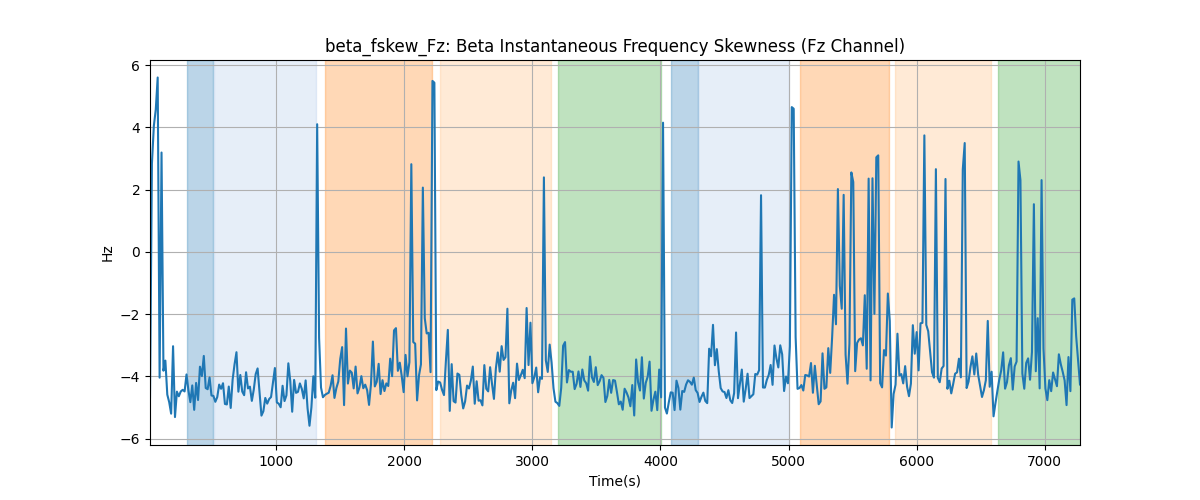 beta_fskew_Fz: Beta Instantaneous Frequency Skewness (Fz Channel)
6
4
2
0
−2
−4
−6
Hz
1000 2000 3000 4000 5000 6000 7000
Time(s)